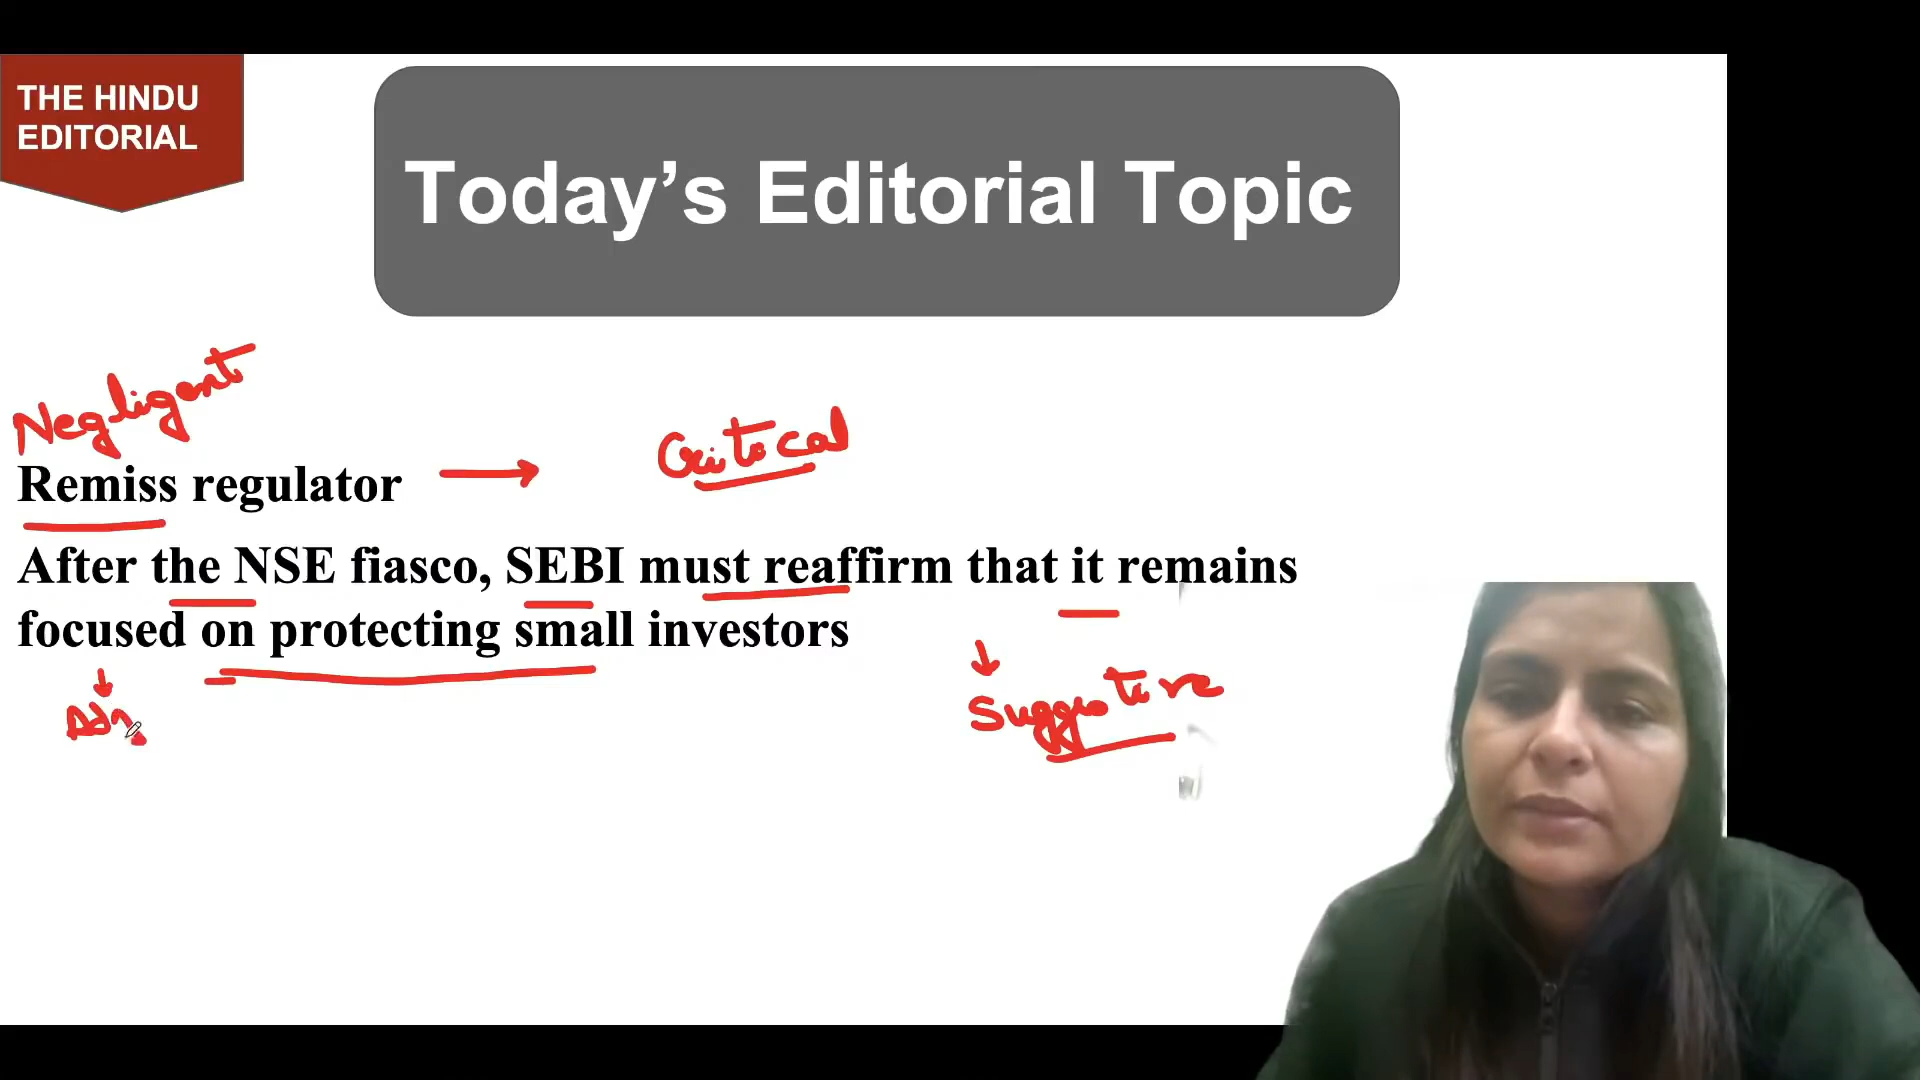 THE HINDU
EDITORIAL
Today’s Editorial Topic
Negligent
Critical
Remiss regulator
After the NSE fiasco, SEBI must reaffirm that it remains
focused on protecting small investors
Suggestive